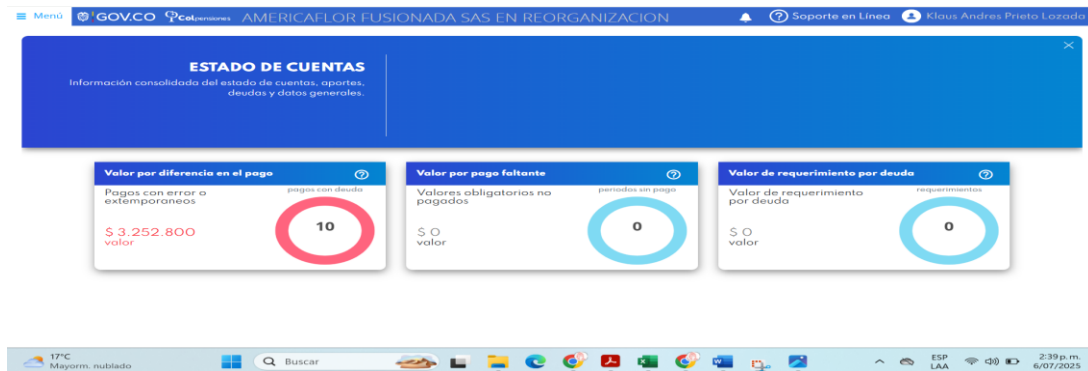 Menú GOV.CO Colpensiones AMERICAFLOR FUSIONADA SAS EN REORGANIZACION Soporte en Línea Klaus Andres Prieto Lozada
ESTADO DE CUENTAS
Información consolidada del estado de cuentas, aportes,
deudas y datos generales.
Valor por diferencia en el pago
Pagos con error o
extemporaneos
pagos con deuda
10
$ 3.252.800
valor
Valor por pago faltante
Valores obligatorios no
pagados
periodos sin pago
0
$ 0
valor
Valor de requerimiento por deuda
Valor de requerimiento
por deuda
requerimientos
0
$ 0
valor
17°C
Mayorm. nublado
Buscar
ESP
LAA
2:39 p. m.
6/07/2025